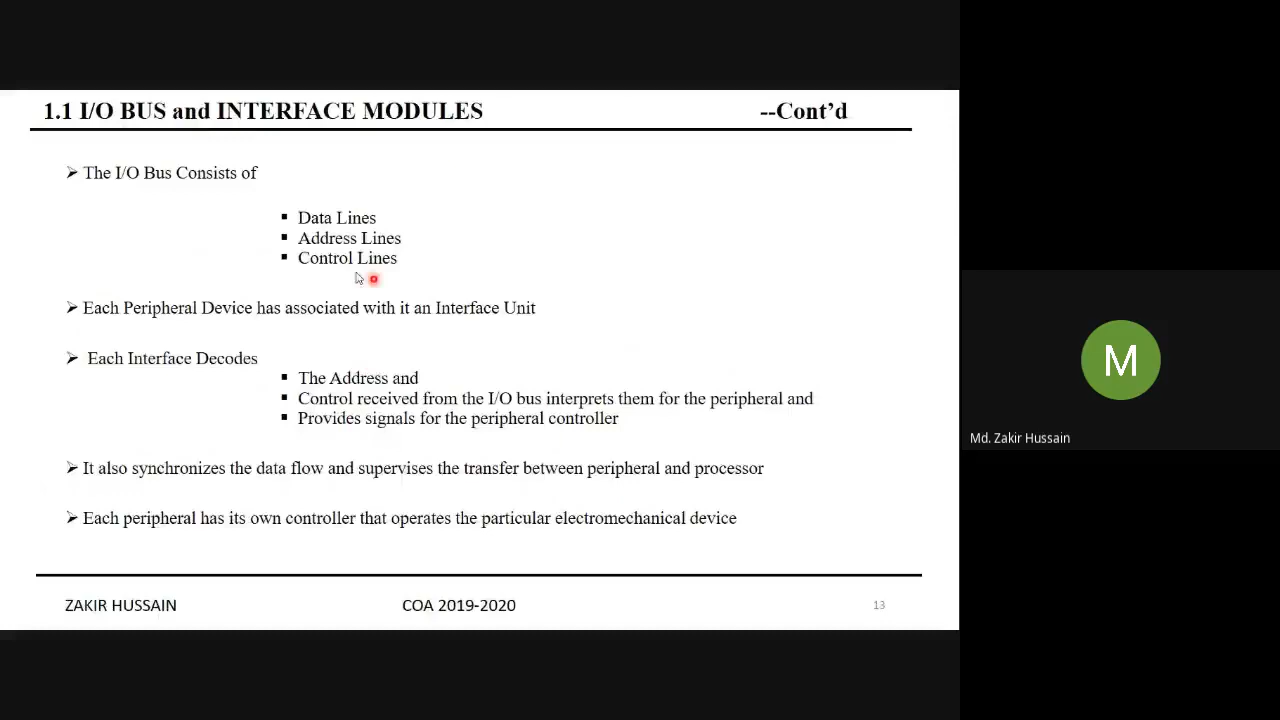 1.1 I/O BUS and INTERFACE MODULES --Cont’d
➢ The I/O Bus Consists of
▪ Data Lines
▪ Address Lines
▪ Control Lines
➢ Each Peripheral Device has associated with it an Interface Unit
➢ Each Interface Decodes
▪ The Address and
▪ Control received from the I/O bus interprets them for the peripheral and
▪ Provides signals for the peripheral controller
➢ It also synchronizes the data flow and supervises the transfer between peripheral and processor
➢ Each peripheral has its own controller that operates the particular electromechanical device
ZAKIR HUSSAIN COA 2019-2020 13
M
Md. Zakir Hussain